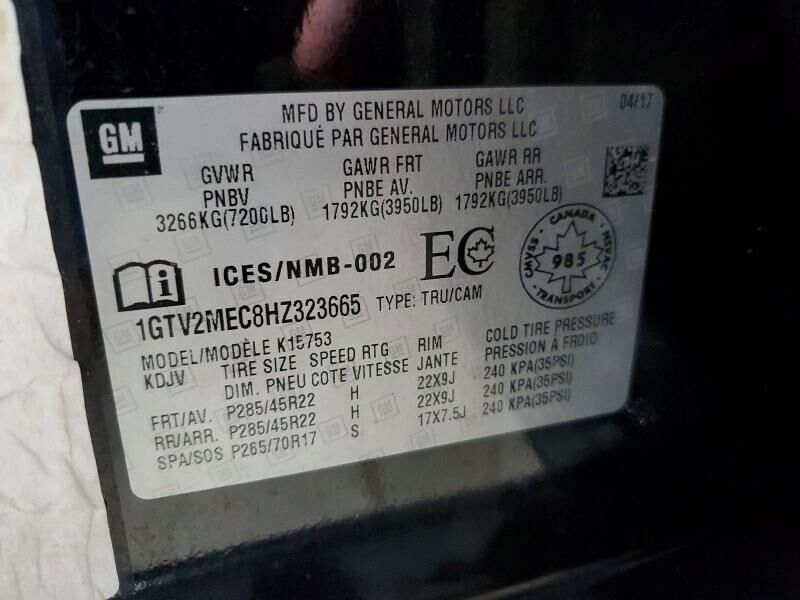 GM
MFD BY GENERAL MOTORS LLC 04/17
FABRIQUÉ PAR GENERAL MOTORS LLC
GVWR GAWR FRT GAWR RR
PNBV PNBE AV. PNBE ARR.
3266KG(7200LB) 1792KG(3950LB) 1792KG(3950LB)
i ICES/NMB-002 EC CANADA CMVSS 985 NSVAC TRANSPORT
1GTV2MEC8HZ323665 TYPE: TRU/CAM
MODEL/MODÈLE K15753
KDJV TIRE SIZE SPEED RTG RIM COLD TIRE PRESSURE
DIM. PNEU COTE VITESSE JANTE PRESSION À FROID
FRT/AV. P285/45R22 H 22X9J 240 KPA(35PSI)
RR/ARR. P285/45R22 H 22X9J 240 KPA(35PSI)
SPA/SOS P265/70R17 S 17X7.5J 240 KPA(35PSI)